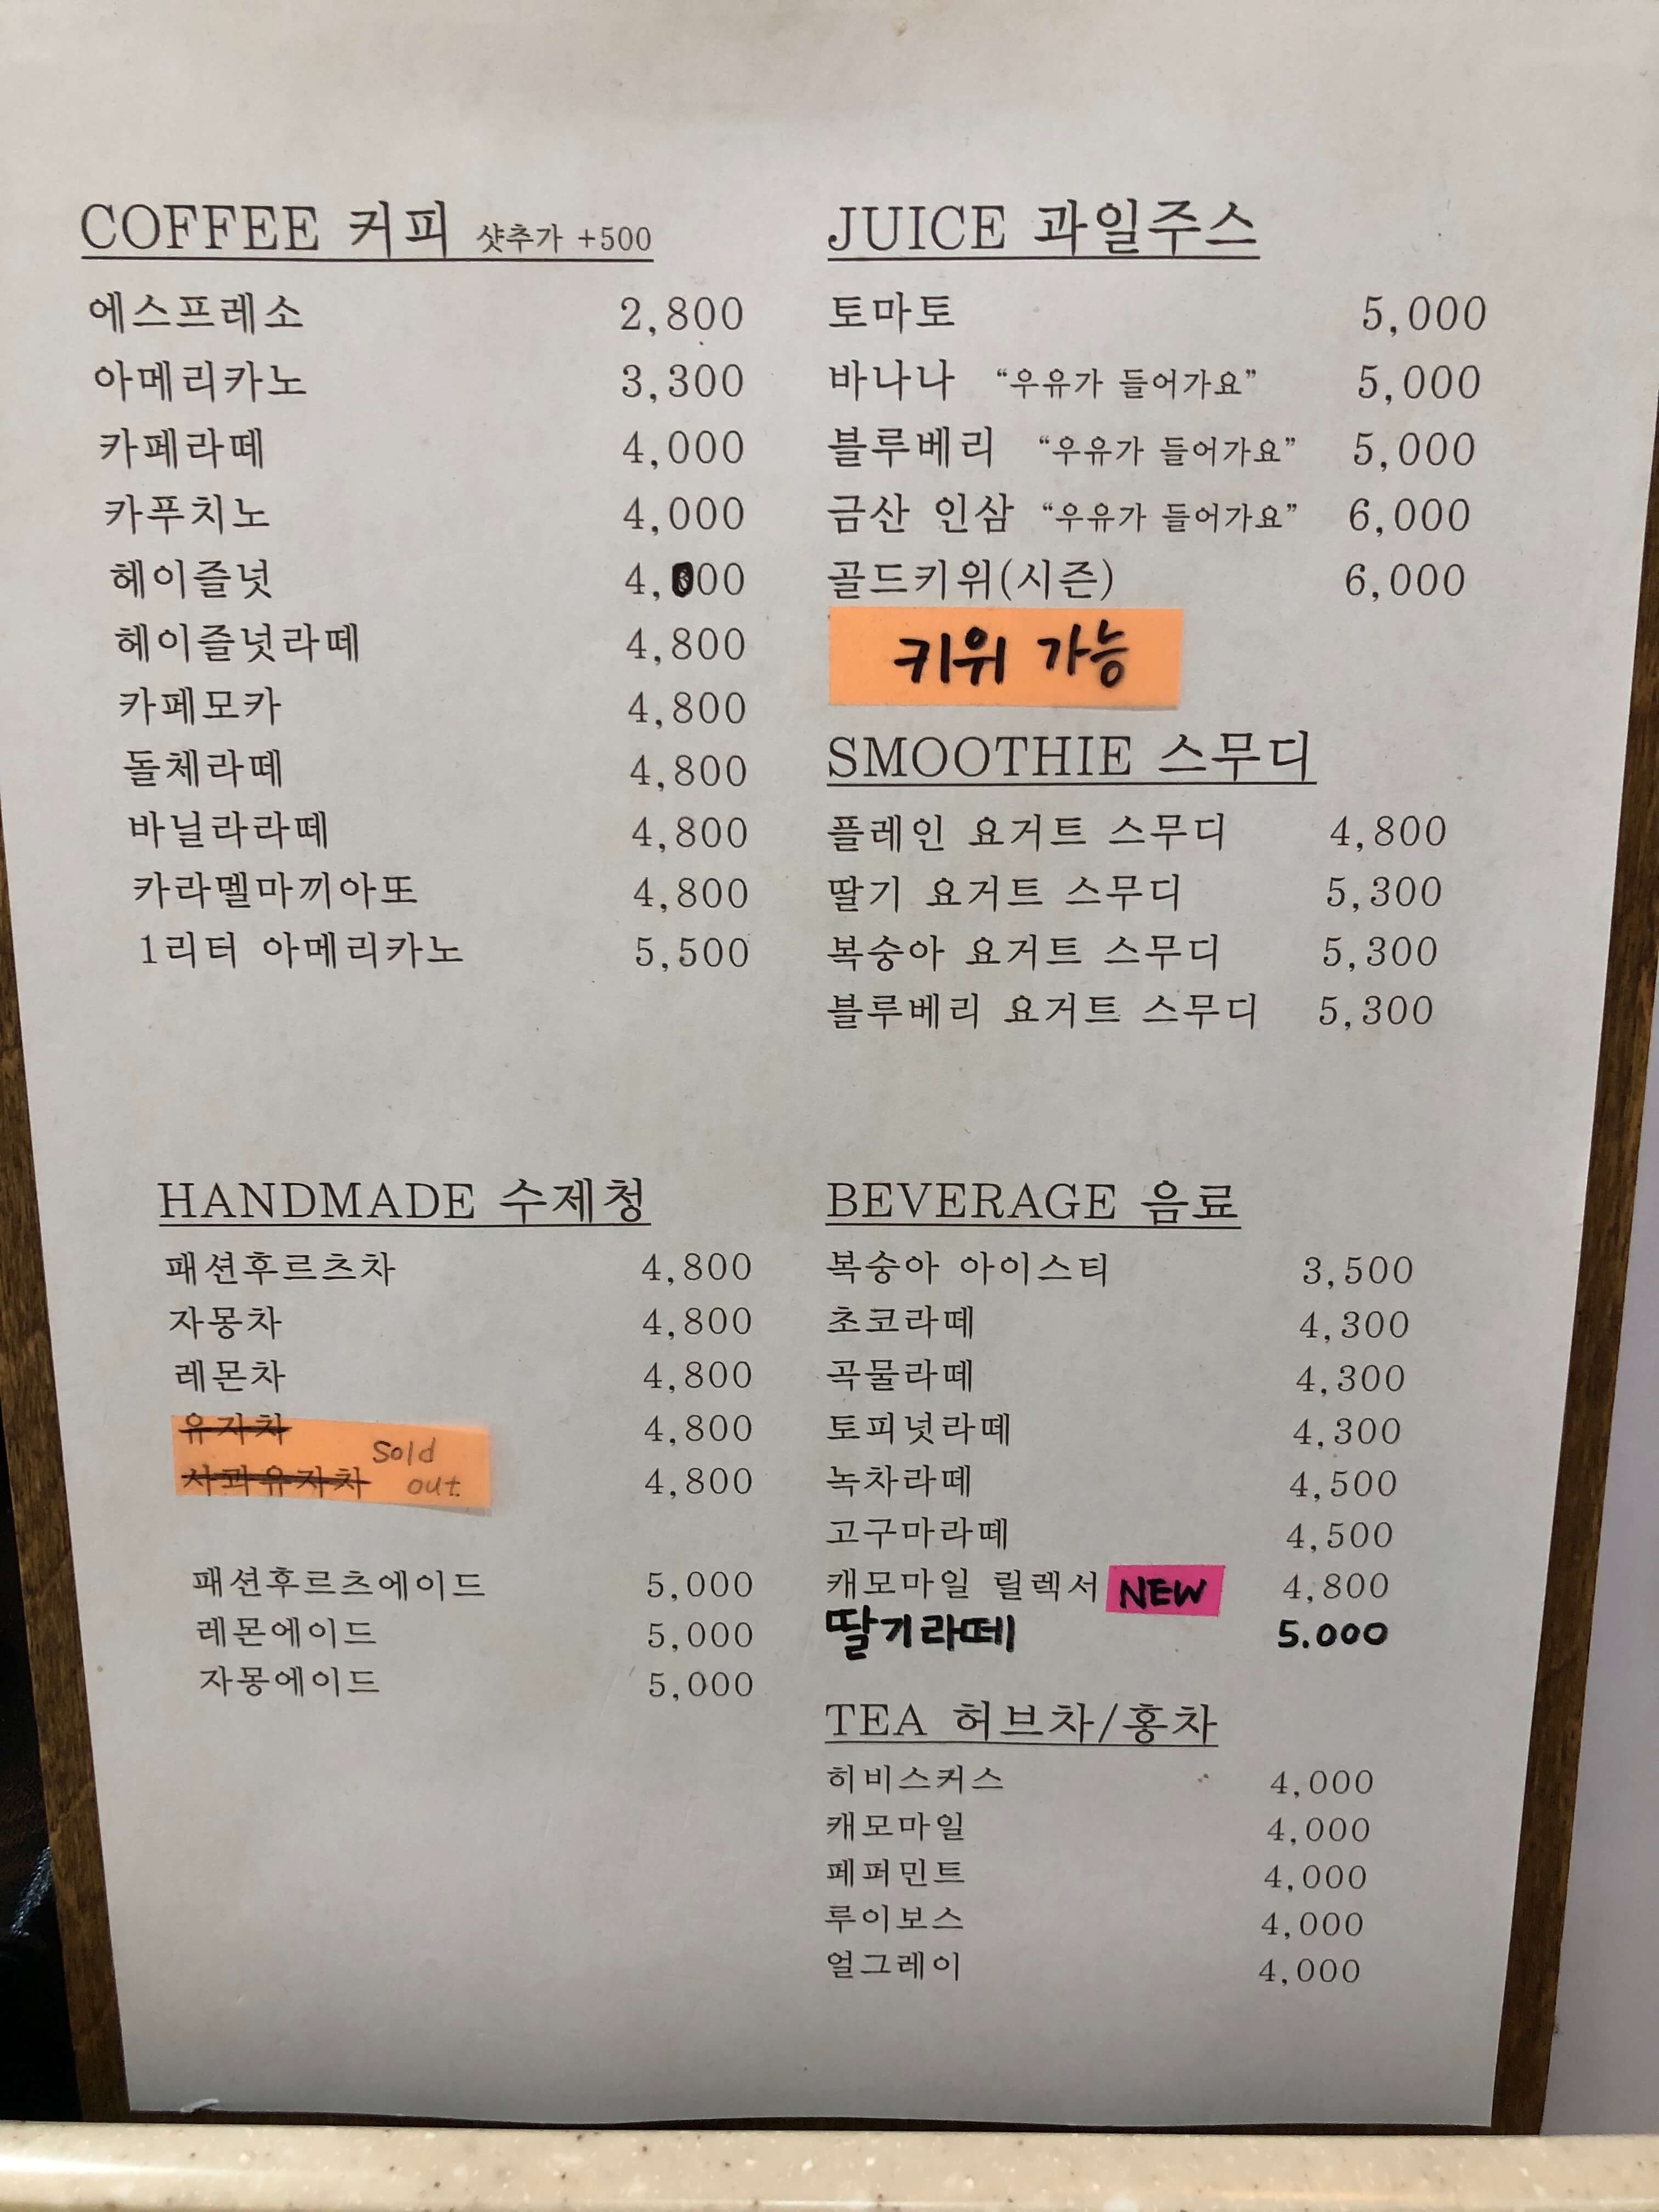 COFFEE 커피 샷추가 +500
에스프레소 2,800
아메리카노 3,300
카페라떼 4,000
카푸치노 4,000
헤이즐넛 4,000
헤이즐넛라떼 4,800
카페모카 4,800
돌체라떼 4,800
바닐라라떼 4,800
카라멜마끼아또 4,800
1리터 아메리카노 5,500
JUICE 과일주스
토마토 5,000
바나나 “우유가 들어가요” 5,000
블루베리 “우유가 들어가요” 5,000
금산 인삼 “우유가 들어가요” 6,000
골드키위(시즌) 6,000
키위 가능
SMOOTHIE 스무디
플레인 요거트 스무디 4,800
딸기 요거트 스무디 5,300
복숭아 요거트 스무디 5,300
블루베리 요거트 스무디 5,300
HANDMADE 수제청
패션후르츠차 4,800
자몽차 4,800
레몬차 4,800
유자차 4,800
사과유자차 4,800
Sold
out
패션후르츠에이드 5,000
레몬에이드 5,000
자몽에이드 5,000
BEVERAGE 음료
복숭아 아이스티 3,500
초코라떼 4,300
곡물라떼 4,300
토피넛라떼 4,300
녹차라떼 4,500
고구마라떼 4,500
캐모마일 릴렉서 NEW 4,800
딸기라떼 5.000
TEA 허브차/홍차
히비스커스 4,000
캐모마일 4,000
페퍼민트 4,000
루이보스 4,000
얼그레이 4,000